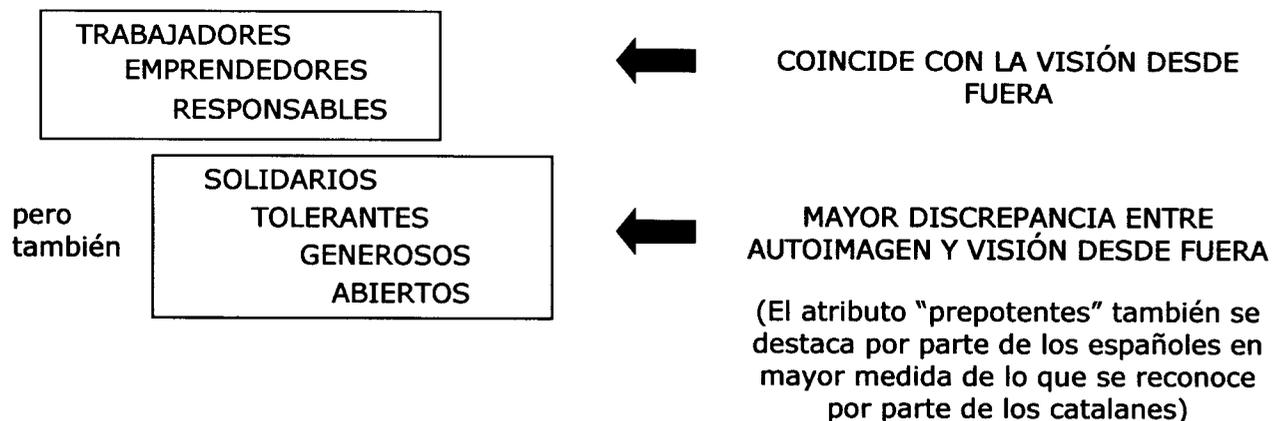 TRABAJADORES
EMPRENDEDORES
RESPONSABLES
COINCIDE CON LA VISIÓN DESDE
FUERA
pero
también
SOLIDARIOS
TOLERANTES
GENEROSOS
ABIERTOS
MAYOR DISCREPANCIA ENTRE
AUTOIMAGEN Y VISIÓN DESDE FUERA
(El atributo “prepotentes” también se
destaca por parte de los españoles en
mayor medida de lo que se reconoce
por parte de los catalanes)